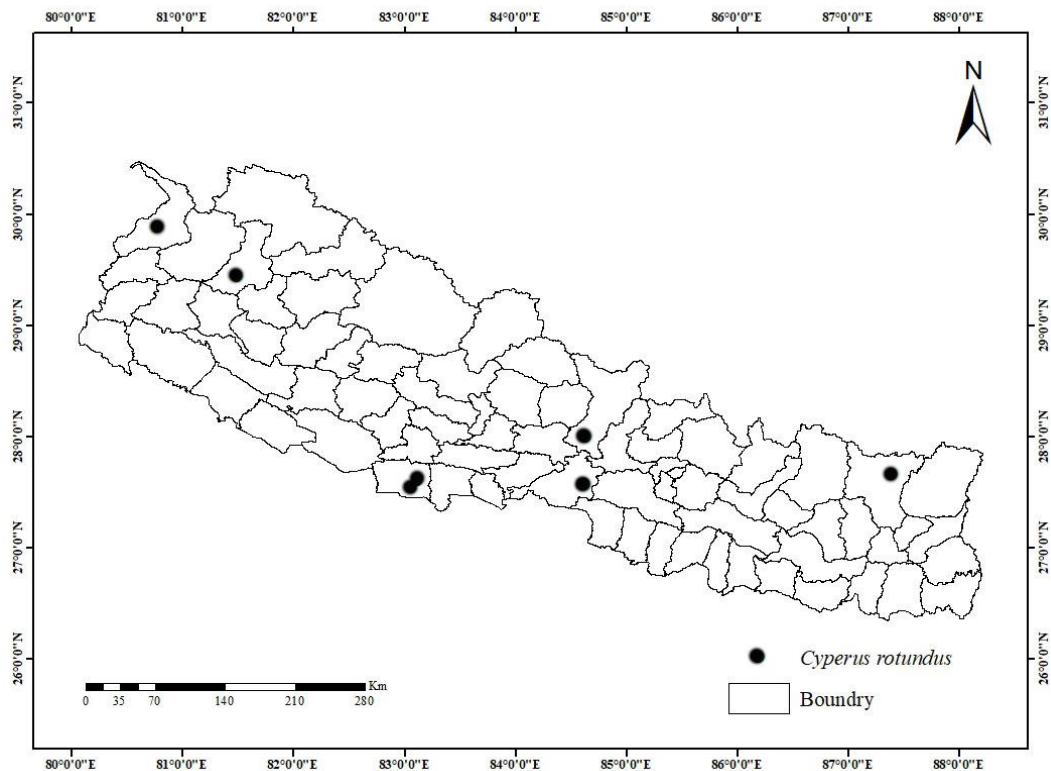 80°0'0"E 81°0'0"E 82°0'0"E 83°0'0"E 84°0'0"E 85°0'0"E 86°0'0"E 87°0'0"E 88°0'0"E
N
31°0'0"N 31°0'0"N
30°0'0"N 30°0'0"N
29°0'0"N 29°0'0"N
28°0'0"N 28°0'0"N
27°0'0"N 27°0'0"N
26°0'0"N 26°0'0"N
Cyperus rotundus
Boundry
Km
0 35 70 140 210 280
80°0'0"E 81°0'0"E 82°0'0"E 83°0'0"E 84°0'0"E 85°0'0"E 86°0'0"E 87°0'0"E 88°0'0"E